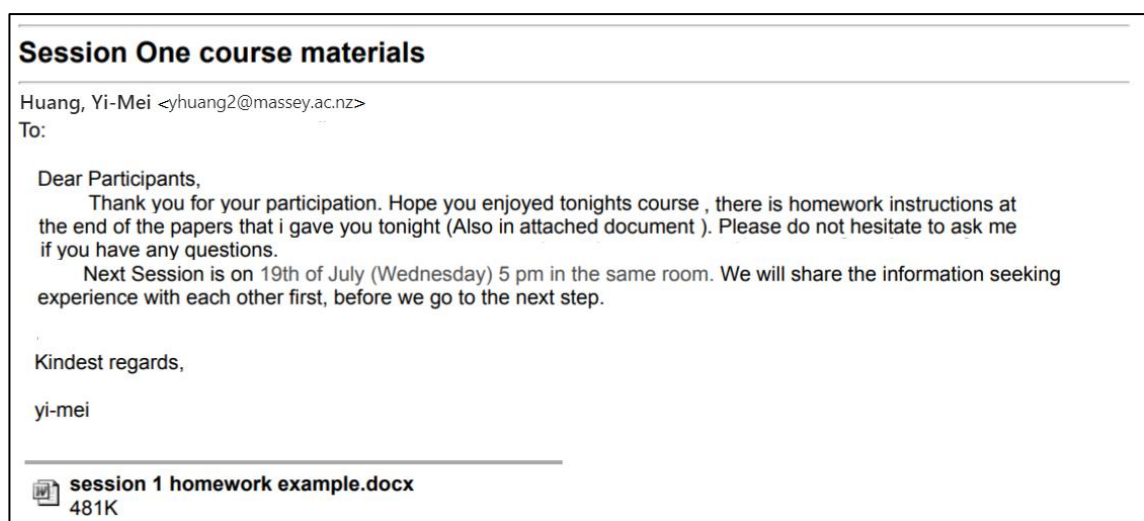 Session One course materials
Huang, Yi-Mei <yhuang2@massey.ac.nz>
To:
Dear Participants,
Thank you for your participation. Hope you enjoyed tonights course , there is homework instructions at
the end of the papers that i gave you tonight (Also in attached document ). Please do not hesitate to ask me
if you have any questions.
Next Session is on 19th of July (Wednesday) 5 pm in the same room. We will share the information seeking
experience with each other first, before we go to the next step.
Kindest regards,
yi-mei
session 1 homework example.docx
481K